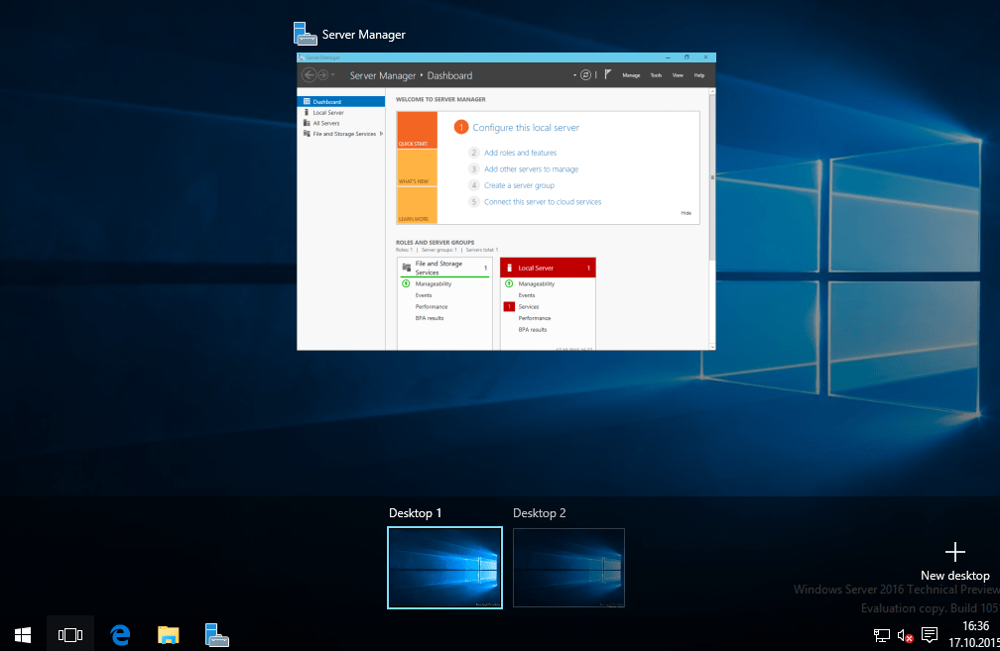 Server Manager
Server Manager
Server Manager • Dashboard
Manage Tools View Help
Dashboard
Local Server
All Servers
File and Storage Services
WELCOME TO SERVER MANAGER
QUICK START
WHAT'S NEW
LEARN MORE
1 Configure this local server
2 Add roles and features
3 Add other servers to manage
4 Create a server group
5 Connect this server to cloud services
Hide
ROLES AND SERVER GROUPS
Roles: 1 | Server groups: 1 | Servers total: 1
File and Storage Services 1
Manageability
Events
Performance
BPA results
Local Server 1
Manageability
Events
1 Services
Performance
BPA results
Desktop 1
Desktop 2
New desktop
Windows Server 2016 Technical Preview
Evaluation copy. Build 105
16:36
17.10.2015